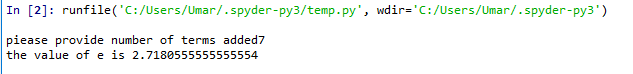 In [2]: runfile('C:/Users/Umar/.spyder-py3/temp.py', wdir='C:/Users/Umar/.spyder-py3')
please provide number of terms added7
the value of e is 2.7180555555555554